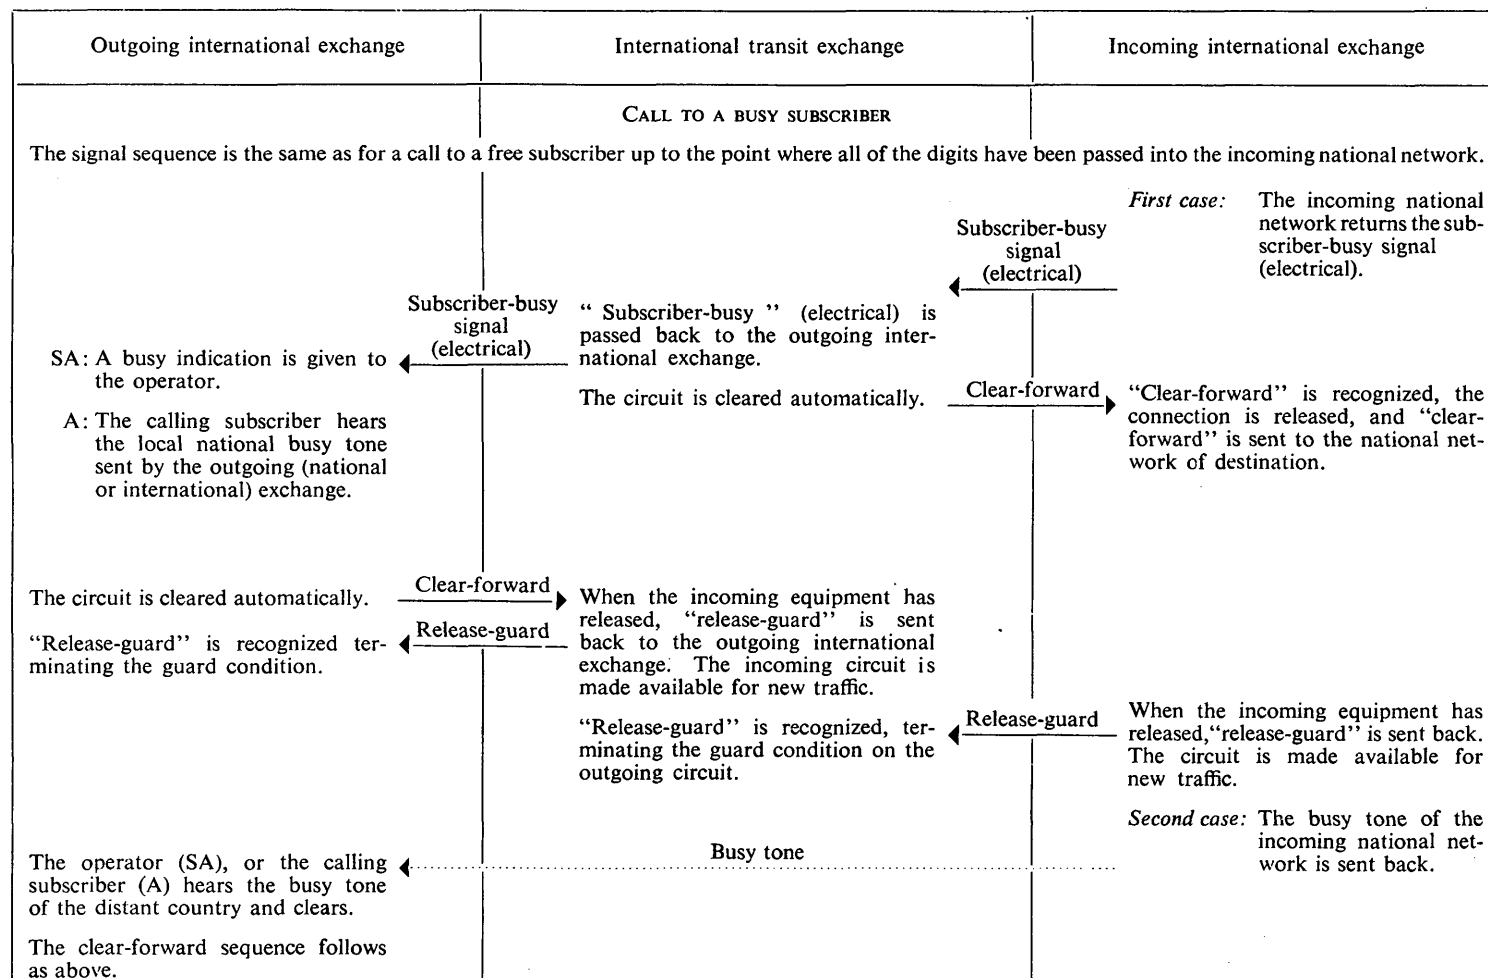 Outgoing international exchange
International transit exchange
Incoming international exchange
CALL TO A BUSY SUBSCRIBER
The signal sequence is the same as for a call to a free subscriber up to the point where all of the digits have been passed into the incoming national network.
First case: The incoming national
network returns the sub-
scriber-busy signal
(electrical).
Subscriber-busy
signal
(electrical)
Subscriber-busy
signal
(electrical)
“ Subscriber-busy ” (electrical) is
passed back to the outgoing inter-
national exchange.
SA: A busy indication is given to
the operator.
A: The calling subscriber hears
the local national busy tone
sent by the outgoing (national
or international) exchange.
The circuit is cleared automatically.
Clear-forward
“Clear-forward” is recognized, the
connection is released, and “clear-
forward” is sent to the national net-
work of destination.
The circuit is cleared automatically.
Clear-forward
When the incoming equipment has
released, “release-guard” is sent
back to the outgoing international
exchange. The incoming circuit is
made available for new traffic.
“Release-guard” is recognized ter-
minating the guard condition.
Release-guard
“Release-guard” is recognized, ter-
minating the guard condition on the
outgoing circuit.
Release-guard
When the incoming equipment has
released,“release-guard” is sent back.
The circuit is made available for
new traffic.
Second case: The busy tone of the
incoming national net-
work is sent back.
Busy tone
The operator (SA), or the calling
subscriber (A) hears the busy tone
of the distant country and clears.
The clear-forward sequence follows
as above.